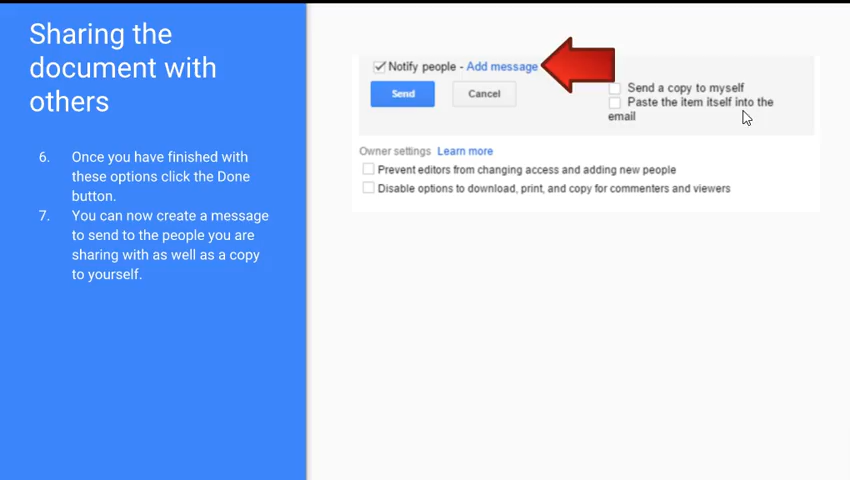 Sharing the
document with
others
6. Once you have finished with
these options click the Done
button.
7. You can now create a message
to send to the people you are
sharing with as well as a copy
to yourself.
Notify people - Add message
Send Cancel
Send a copy to myself
Paste the item itself into the
email
Owner settings Learn more
Prevent editors from changing access and adding new people
Disable options to download, print, and copy for commenters and viewers